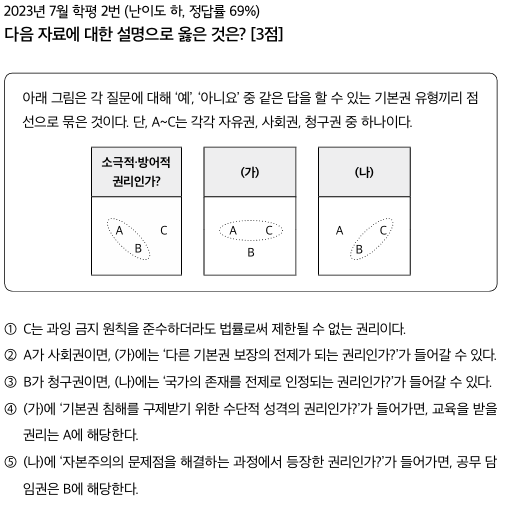 2023년 7월 학평 2번 (난이도 하, 정답률 69%)
다음 자료에 대한 설명으로 옳은 것은? [3점]
아래 그림은 각 질문에 대해 ‘예’, ‘아니요’ 중 같은 답을 할 수 있는 기본권 유형끼리 점
선으로 묶은 것이다. 단, A~C는 각각 자유권, 사회권, 청구권 중 하나이다.
소극적·방어적
권리인가?
A
B
C
(가)
A
C
B
(나)
A
C
B
① C는 과잉 금지 원칙을 준수하더라도 법률로써 제한될 수 없는 권리이다.
② A가 사회권이면, (가)에는 ‘다른 기본권 보장의 전제가 되는 권리인가?’가 들어갈 수 있다.
③ B가 청구권이면, (나)에는 ‘국가의 존재를 전제로 인정되는 권리인가?’가 들어갈 수 있다.
④ (가)에 ‘기본권 침해를 구제받기 위한 수단적 성격의 권리인가?’가 들어가면, 교육을 받을
권리는 A에 해당한다.
⑤ (나)에 ‘자본주의의 문제점을 해결하는 과정에서 등장한 권리인가?’가 들어가면, 공무 담
임권은 B에 해당한다.